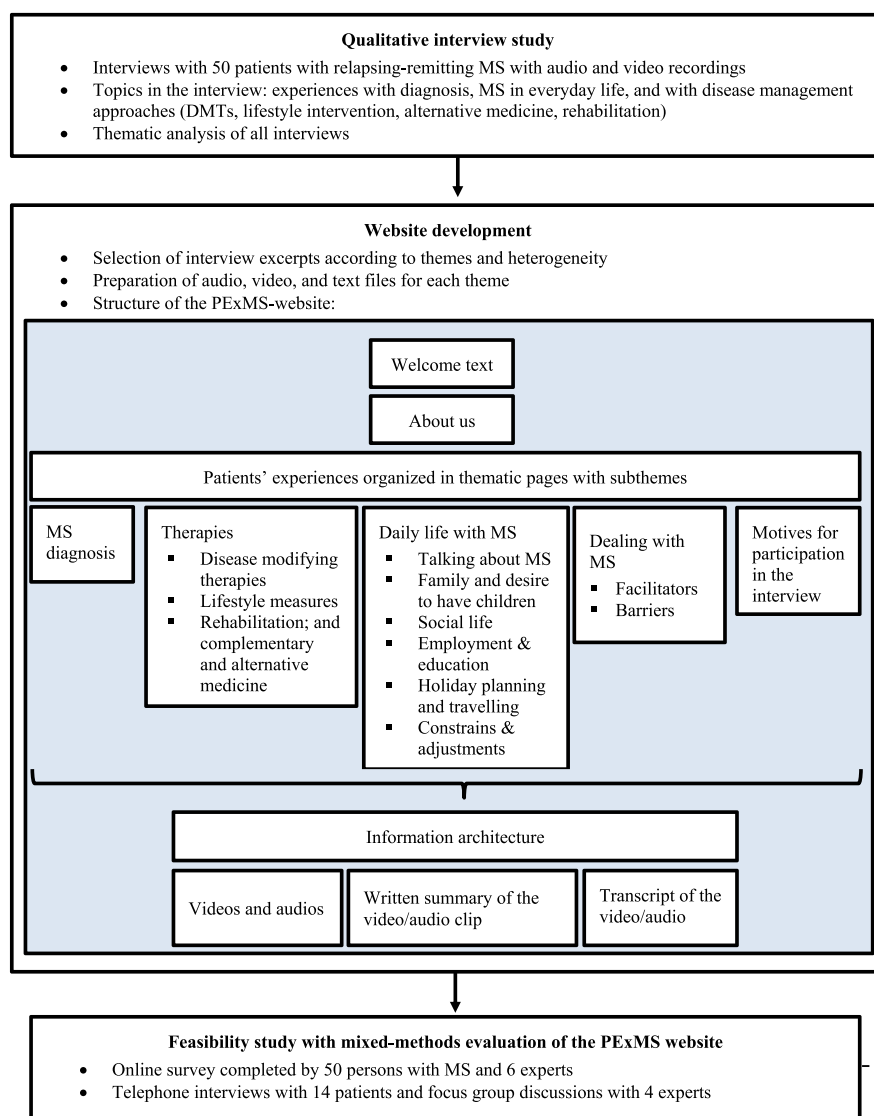 Qualitative interview study
• Interviews with 50 patients with relapsing-remitting MS with audio and video recordings
• Topics in the interview: experiences with diagnosis, MS in everyday life, and with disease management
approaches (DMTs, lifestyle intervention, alternative medicine, rehabilitation)
• Thematic analysis of all interviews
Website development
• Selection of interview excerpts according to themes and heterogeneity
• Preparation of audio, video, and text files for each theme
• Structure of the PExMS-website:
Welcome text
About us
Patients' experiences organized in thematic pages with subthemes
MS
diagnosis
Therapies
▪ Disease modifying
therapies
▪ Lifestyle measures
▪ Rehabilitation; and
complementary
and alternative
medicine
Daily life with MS
▪ Talking about MS
▪ Family and desire
to have children
▪ Social life
▪ Employment &
education
▪ Holiday planning
and travelling
▪ Constrains &
adjustments
Dealing with
MS
▪ Facilitators
▪ Barriers
Motives for
participation
in the
interview
Information architecture
Videos and audios
Written summary of the
video/audio clip
Transcript of the
video/audio
Feasibility study with mixed-methods evaluation of the PExMS website
• Online survey completed by 50 persons with MS and 6 experts
• Telephone interviews with 14 patients and focus group discussions with 4 experts